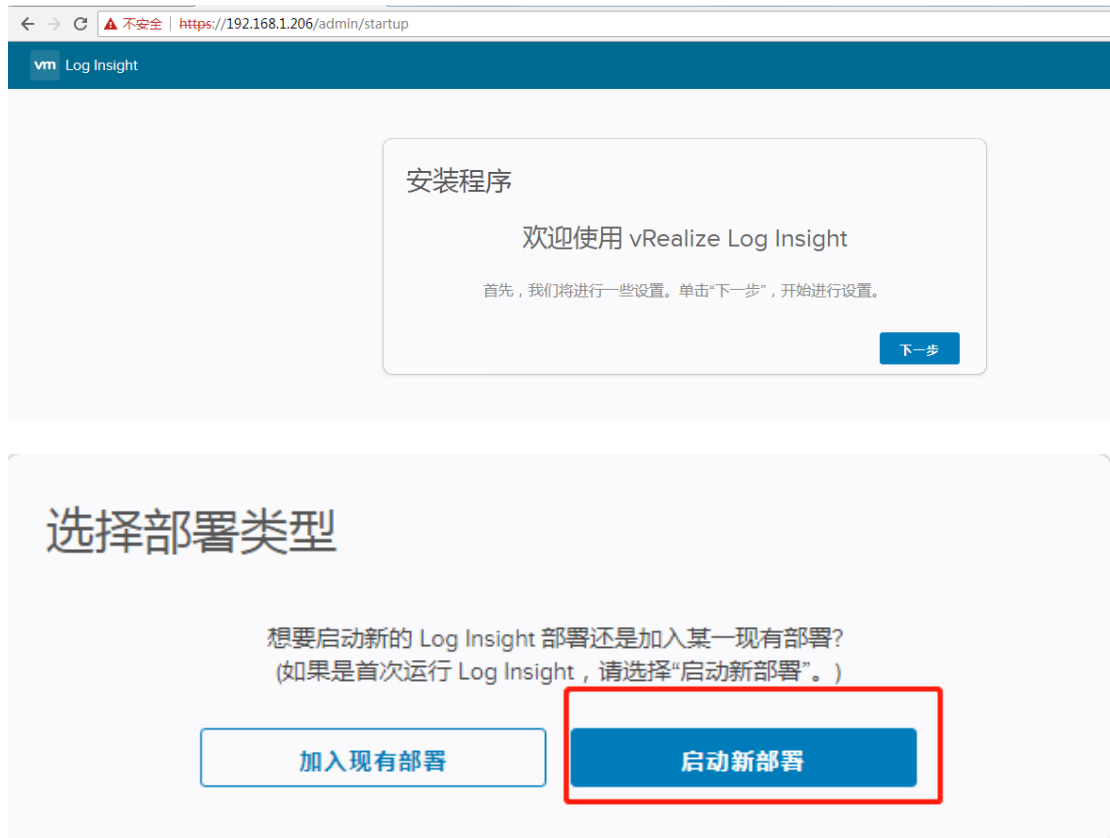 不安全 | https://192.168.1.206/admin/startup
vm Log Insight
安装程序
欢迎使用 vRealize Log Insight
首先，我们将进行一些设置。单击“下一步”，开始进行设置。
下一步
选择部署类型
想要启动新的 Log Insight 部署还是加入某一现有部署?
(如果是首次运行 Log Insight，请选择“启动新部署”。)
加入现有部署 启动新部署